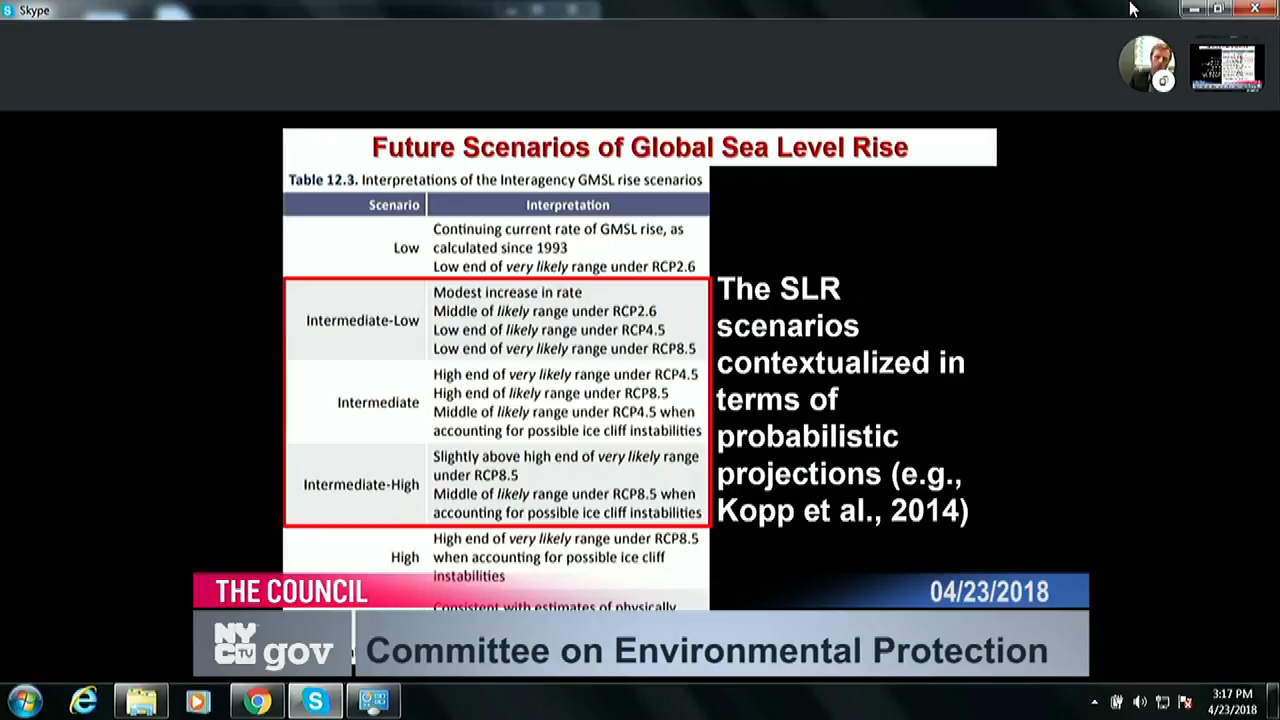 Skype
Future Scenarios of Global Sea Level Rise
Table 12.3. Interpretations of the Interagency GMSL rise scenarios
Scenario
Interpretation
Low
Continuing current rate of GMSL rise, as
calculated since 1993
Low end of very likely range under RCP2.6
Intermediate-Low
Modest increase in rate
Middle of likely range under RCP2.6
Low end of likely range under RCP4.5
Low end of very likely range under RCP8.5
Intermediate
High end of very likely range under RCP4.5
High end of likely range under RCP8.5
Middle of likely range under RCP4.5 when
accounting for possible ice cliff instabilities
Intermediate-High
Slightly above high end of very likely range
under RCP8.5
Middle of likely range under RCP8.5 when
accounting for possible ice cliff instabilities
High
High end of very likely range under RCP8.5
when accounting for possible ice cliff
instabilities
Consistent with estimates of physically
The SLR
scenarios
contextualized in
terms of
probabilistic
projections (e.g.,
Kopp et al., 2014)
THE COUNCIL
04/23/2018
NYC TV gov
Committee on Environmental Protection
3:17 PM
4/23/2018